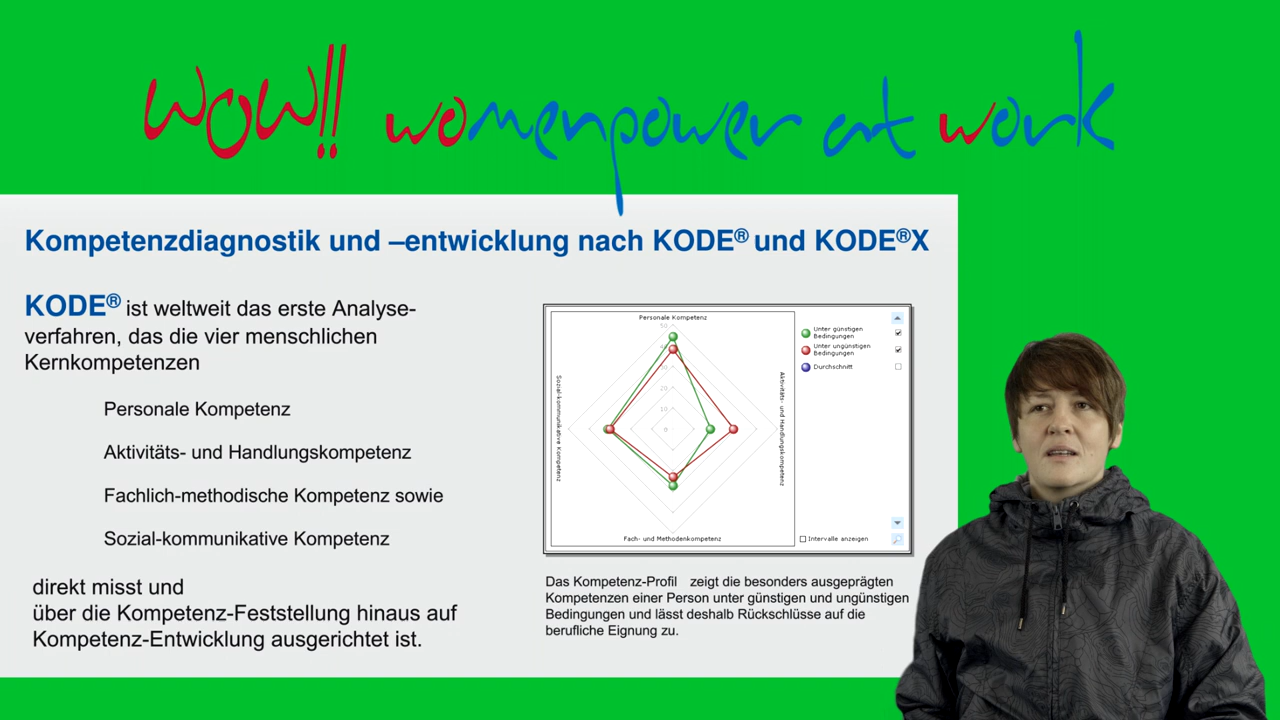 wow!! womenpower at work
Kompetenzdiagnostik und –entwicklung nach KODE® und KODE®X
KODE® ist weltweit das erste Analyse-
verfahren, das die vier menschlichen
Kernkompetenzen
Personale Kompetenz
Aktivitäts- und Handlungskompetenz
Fachlich-methodische Kompetenz sowie
Sozial-kommunikative Kompetenz
direkt misst und
über die Kompetenz-Feststellung hinaus auf
Kompetenz-Entwicklung ausgerichtet ist.
Personale Kompetenz
50
20
10
0
Sozial-kommunikative Kompetenz
Aktivitäts- und Handlungskompetenz
Fach- und Methodenkompetenz
Unter günstigen
Bedingungen
Unter ungünstigen
Bedingungen
Durchschnitt
Intervalle anzeigen
Das Kompetenz-Profil zeigt die besonders ausgeprägten
Kompetenzen einer Person unter günstigen und ungünstigen
Bedingungen und lässt deshalb Rückschlüsse auf die
berufliche Eignung zu.